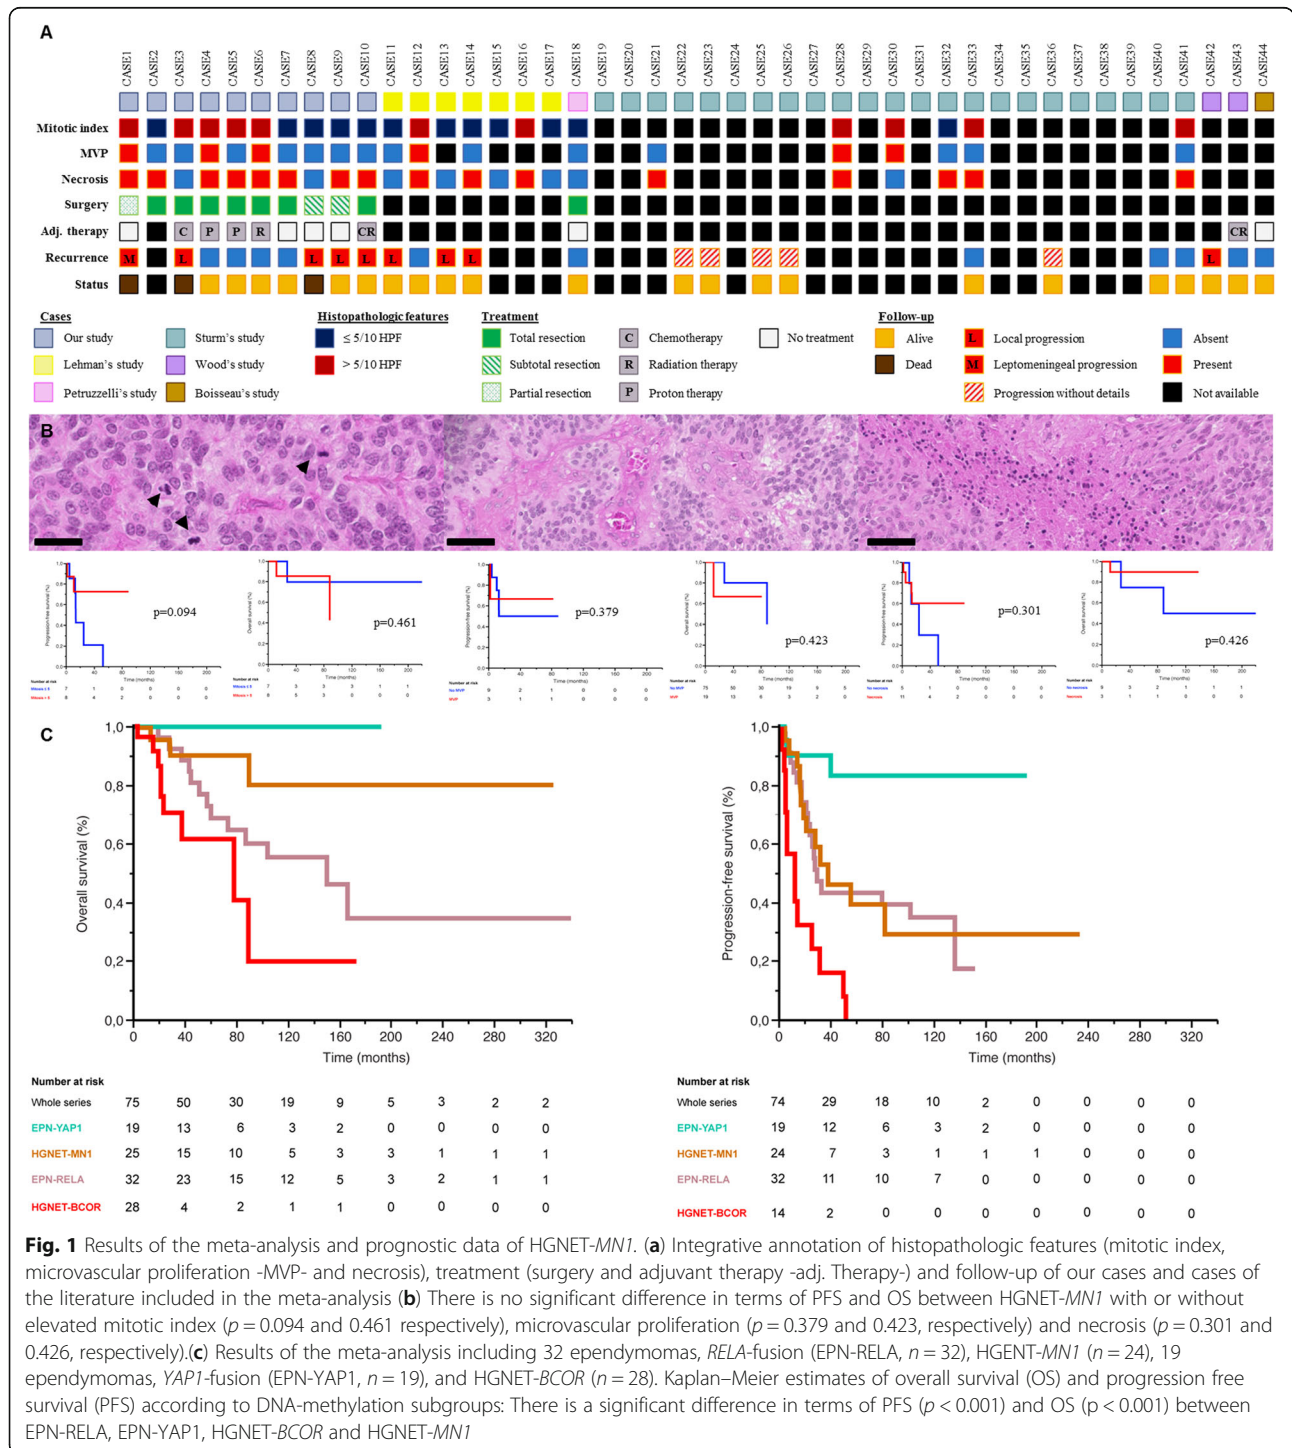 A
CASE1 CASE2 CASE3 CASE4 CASE5 CASE6 CASE7 CASE8 CASE9 CASE10 CASE11 CASE12 CASE13 CASE14 CASE15 CASE16 CASE17 CASE18 CASE19 CASE20 CASE21 CASE22 CASE23 CASE24 CASE25 CASE26 CASE27 CASE28 CASE29 CASE30 CASE31 CASE32 CASE33 CASE34 CASE35 CASE36 CASE37 CASE38 CASE39 CASE40 CASE41 CASE42 CASE43 CASE44
Mitotic index
MVP
Necrosis
Surgery
Adj. therapy C P P R CR CR
Recurrence M L L L L L L L L
Status
Cases Histopathologic features Treatment Follow-up
Our study Sturm's study ≤ 5/10 HPF Total resection C Chemotherapy No treatment Alive L Local progression Absent
Lehman's study Wood's study > 5/10 HPF Subtotal resection R Radiation therapy Dead M Leptomeningeal progression Present
Petruzzelli's study Boisseau's study Partial resection P Proton therapy Progression without details Not available
B
p=0.094
p=0.461
p=0.379
p=0.423
p=0.301
p=0.426
C
Overall survival (%)
1,0
0,8
0,6
0,4
0,2
0,0
0 40 80 120 160 200 240 280 320
Time (months)
Number at risk
Whole series 75 50 30 19 9 5 3 2 2
EPN-YAP1 19 13 6 3 2 0 0 0 0
HGNET-MN1 25 15 10 5 3 3 1 1 1
EPN-RELA 32 23 15 12 5 3 2 1 1
HGNET-BCOR 28 4 2 1 1 0 0 0 0
Progression-free survival (%)
1,0
0,8
0,6
0,4
0,2
0,0
0 40 80 120 160 200 240 280 320
Time (months)
Number at risk
Whole series 74 29 18 10 2 0 0 0 0
EPN-YAP1 19 12 6 3 2 0 0 0 0
HGNET-MN1 24 7 3 1 1 1 0 0 0
EPN-RELA 32 11 10 7 0 0 0 0 0
HGNET-BCOR 14 2 0 0 0 0 0 0 0
Fig. 1 Results of the meta-analysis and prognostic data of HGNET-MN1. (a) Integrative annotation of histopathologic features (mitotic index,
microvascular proliferation -MVP- and necrosis), treatment (surgery and adjuvant therapy -adj. Therapy-) and follow-up of our cases and cases of
the literature included in the meta-analysis (b) There is no significant difference in terms of PFS and OS between HGNET-MN1 with or without
elevated mitotic index (p = 0.094 and 0.461 respectively), microvascular proliferation (p = 0.379 and 0.423, respectively) and necrosis (p = 0.301 and
0.426, respectively).(c) Results of the meta-analysis including 32 ependymomas, RELA-fusion (EPN-RELA, n = 32), HGENT-MN1 (n = 24), 19
ependymomas, YAP1-fusion (EPN-YAP1, n = 19), and HGNET-BCOR (n = 28). Kaplan–Meier estimates of overall survival (OS) and progression free
survival (PFS) according to DNA-methylation subgroups: There is a significant difference in terms of PFS (p < 0.001) and OS (p < 0.001) between
EPN-RELA, EPN-YAP1, HGNET-BCOR and HGNET-MN1